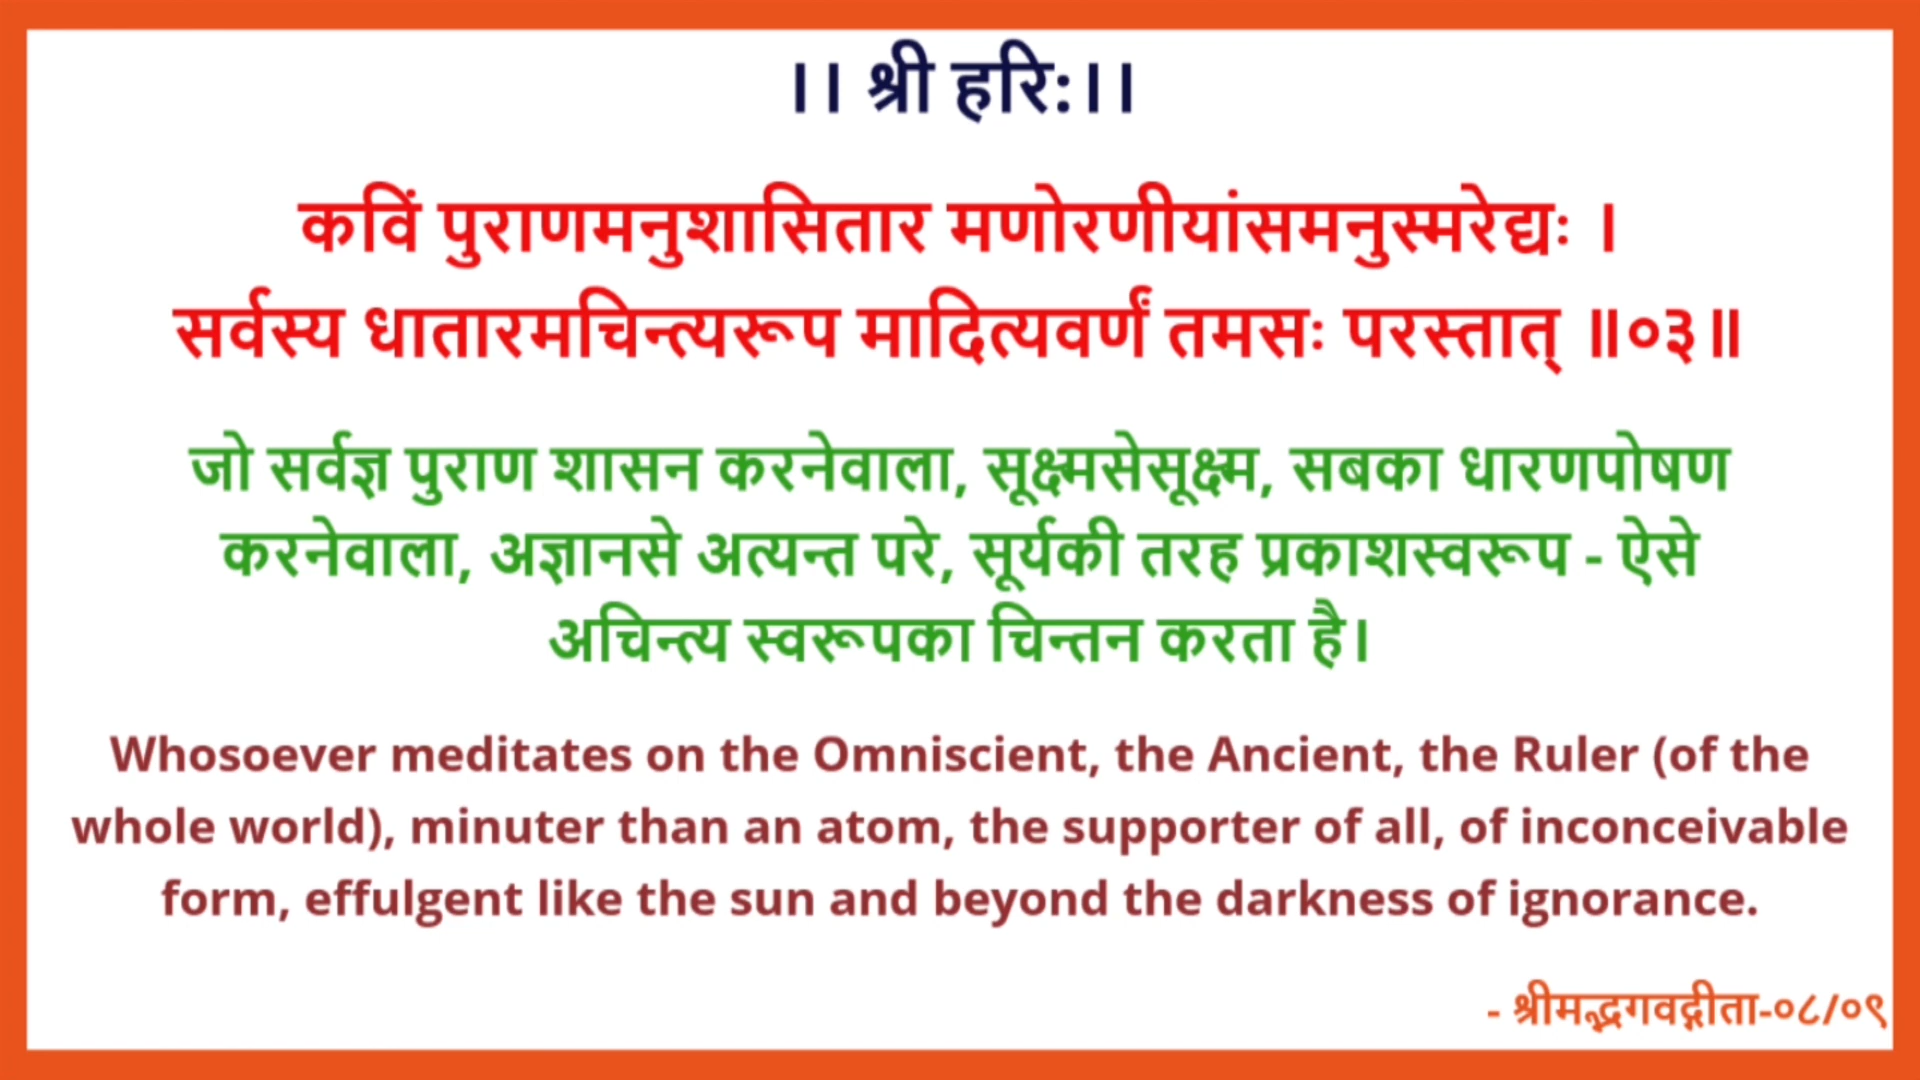 ।। श्री हरि:।।
कविं पुराणमनुशासितार मणोरणीयांसमनुस्मरेद्यः ।
सर्वस्य धातारमचिन्त्यरूप मादित्यवर्णं तमसः परस्तात् ॥०३॥
जो सर्वज्ञ पुराण शासन करनेवाला, सूक्ष्मसेसूक्ष्म, सबका धारणपोषण
करनेवाला, अज्ञानसे अत्यन्त परे, सूर्यकी तरह प्रकाशस्वरूप - ऐसे
अचिन्त्य स्वरूपका चिन्तन करता है।
Whosoever meditates on the Omniscient, the Ancient, the Ruler (of the
whole world), minuter than an atom, the supporter of all, of inconceivable
form, effulgent like the sun and beyond the darkness of ignorance.
- श्रीमद्भगवद्गीता-०८/०९